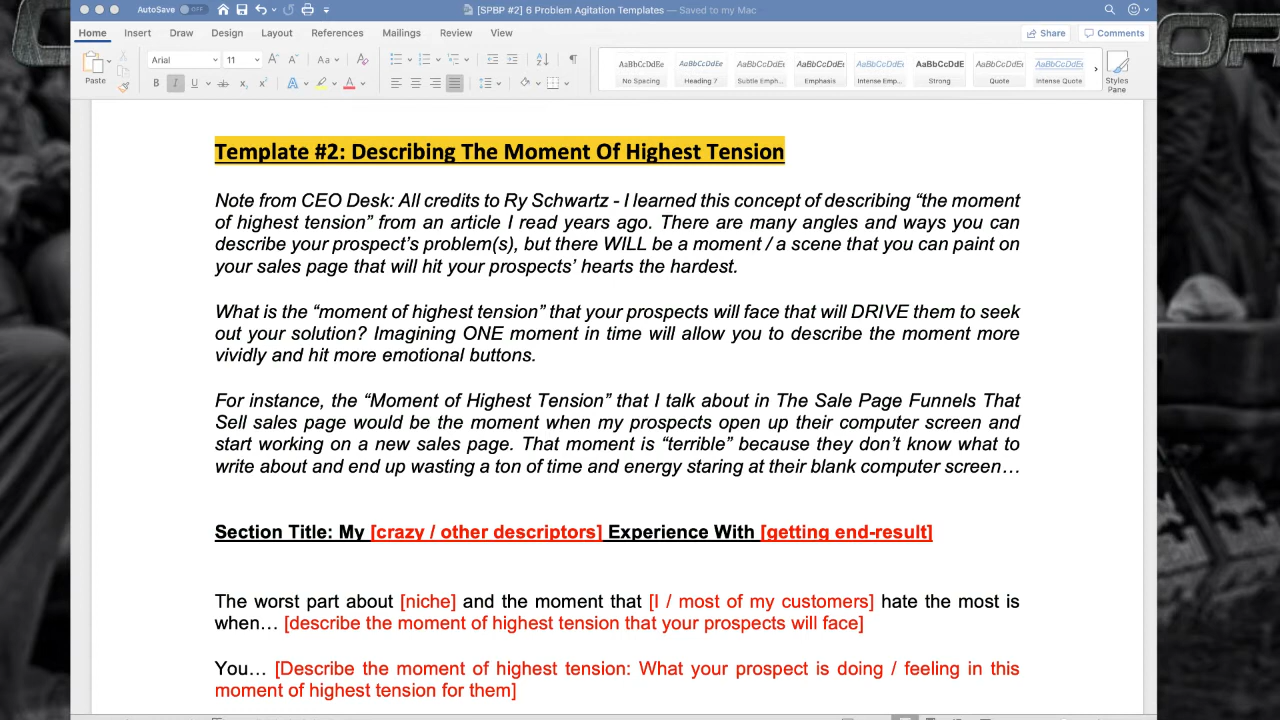 AutoSave OFF
[SPBP #2] 6 Problem Agitation Templates — Saved to my Mac
Home Insert Draw Design Layout References Mailings Review View Share Comments
Paste Arial 11 A A Aa A
B I U ab x₂ x² A A
AaBbCcDdEe AaBbCcDdEe AaBbCcDdEe AaBbCcDdEe AaBbCcDdEe AaBbCcDdE AaBbCcDdEe AaBbCcDdEe
No Spacing Heading 7 Subtle Emph... Emphasis Intense Emp... Strong Quote Intense Quote Styles Pane
Template #2: Describing The Moment Of Highest Tension
Note from CEO Desk: All credits to Ry Schwartz - I learned this concept of describing “the moment
of highest tension” from an article I read years ago. There are many angles and ways you can
describe your prospect’s problem(s), but there WILL be a moment / a scene that you can paint on
your sales page that will hit your prospects’ hearts the hardest.
What is the “moment of highest tension” that your prospects will face that will DRIVE them to seek
out your solution? Imagining ONE moment in time will allow you to describe the moment more
vividly and hit more emotional buttons.
For instance, the “Moment of Highest Tension” that I talk about in The Sale Page Funnels That
Sell sales page would be the moment when my prospects open up their computer screen and
start working on a new sales page. That moment is “terrible” because they don’t know what to
write about and end up wasting a ton of time and energy staring at their blank computer screen…
Section Title: My [crazy / other descriptors] Experience With [getting end-result]
The worst part about [niche] and the moment that [I / most of my customers] hate the most is
when… [describe the moment of highest tension that your prospects will face]
You… [Describe the moment of highest tension: What your prospect is doing / feeling in this
moment of highest tension for them]